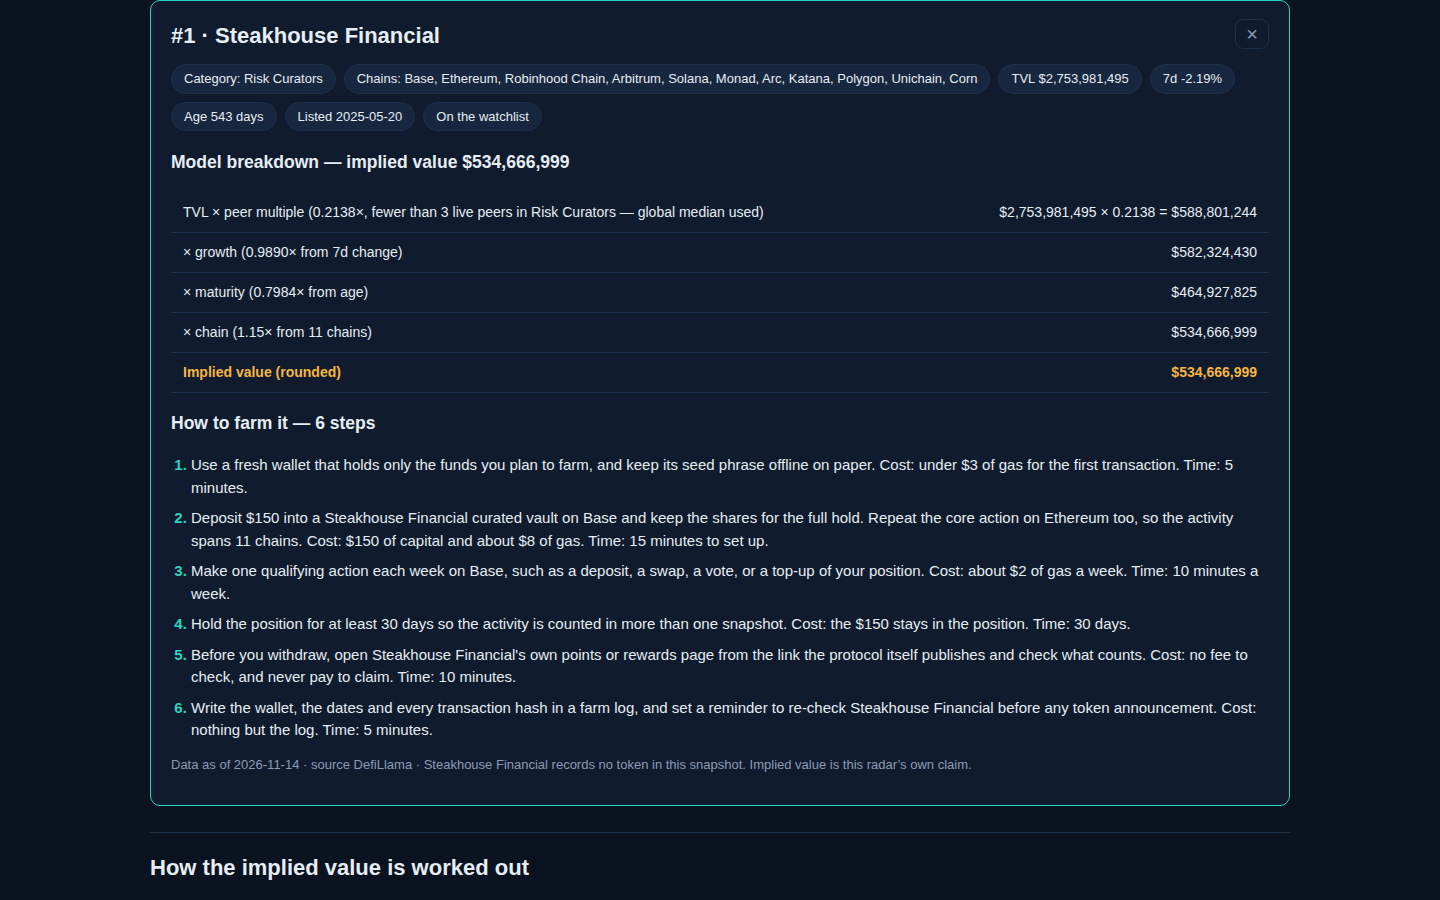 #1 · Steakhouse Financial
×
Category: Risk Curators
Chains: Base, Ethereum, Robinhood Chain, Arbitrum, Solana, Monad, Arc, Katana, Polygon, Unichain, Corn
TVL $2,753,981,495
7d -2.19%
Age 543 days
Listed 2025-05-20
On the watchlist
Model breakdown — implied value $534,666,999
TVL × peer multiple (0.2138×, fewer than 3 live peers in Risk Curators — global median used) $2,753,981,495 × 0.2138 = $588,801,244
× growth (0.9890× from 7d change) $582,324,430
× maturity (0.7984× from age) $464,927,825
× chain (1.15× from 11 chains) $534,666,999
Implied value (rounded) $534,666,999
How to farm it — 6 steps
1. Use a fresh wallet that holds only the funds you plan to farm, and keep its seed phrase offline on paper. Cost: under $3 of gas for the first transaction. Time: 5
minutes.
2. Deposit $150 into a Steakhouse Financial curated vault on Base and keep the shares for the full hold. Repeat the core action on Ethereum too, so the activity
spans 11 chains. Cost: $150 of capital and about $8 of gas. Time: 15 minutes to set up.
3. Make one qualifying action each week on Base, such as a deposit, a swap, a vote, or a top-up of your position. Cost: about $2 of gas a week. Time: 10 minutes a
week.
4. Hold the position for at least 30 days so the activity is counted in more than one snapshot. Cost: the $150 stays in the position. Time: 30 days.
5. Before you withdraw, open Steakhouse Financial's own points or rewards page from the link the protocol itself publishes and check what counts. Cost: no fee to
check, and never pay to claim. Time: 10 minutes.
6. Write the wallet, the dates and every transaction hash in a farm log, and set a reminder to re-check Steakhouse Financial before any token announcement. Cost:
nothing but the log. Time: 5 minutes.
Data as of 2026-11-14 · source DefiLlama · Steakhouse Financial records no token in this snapshot. Implied value is this radar’s own claim.
How the implied value is worked out